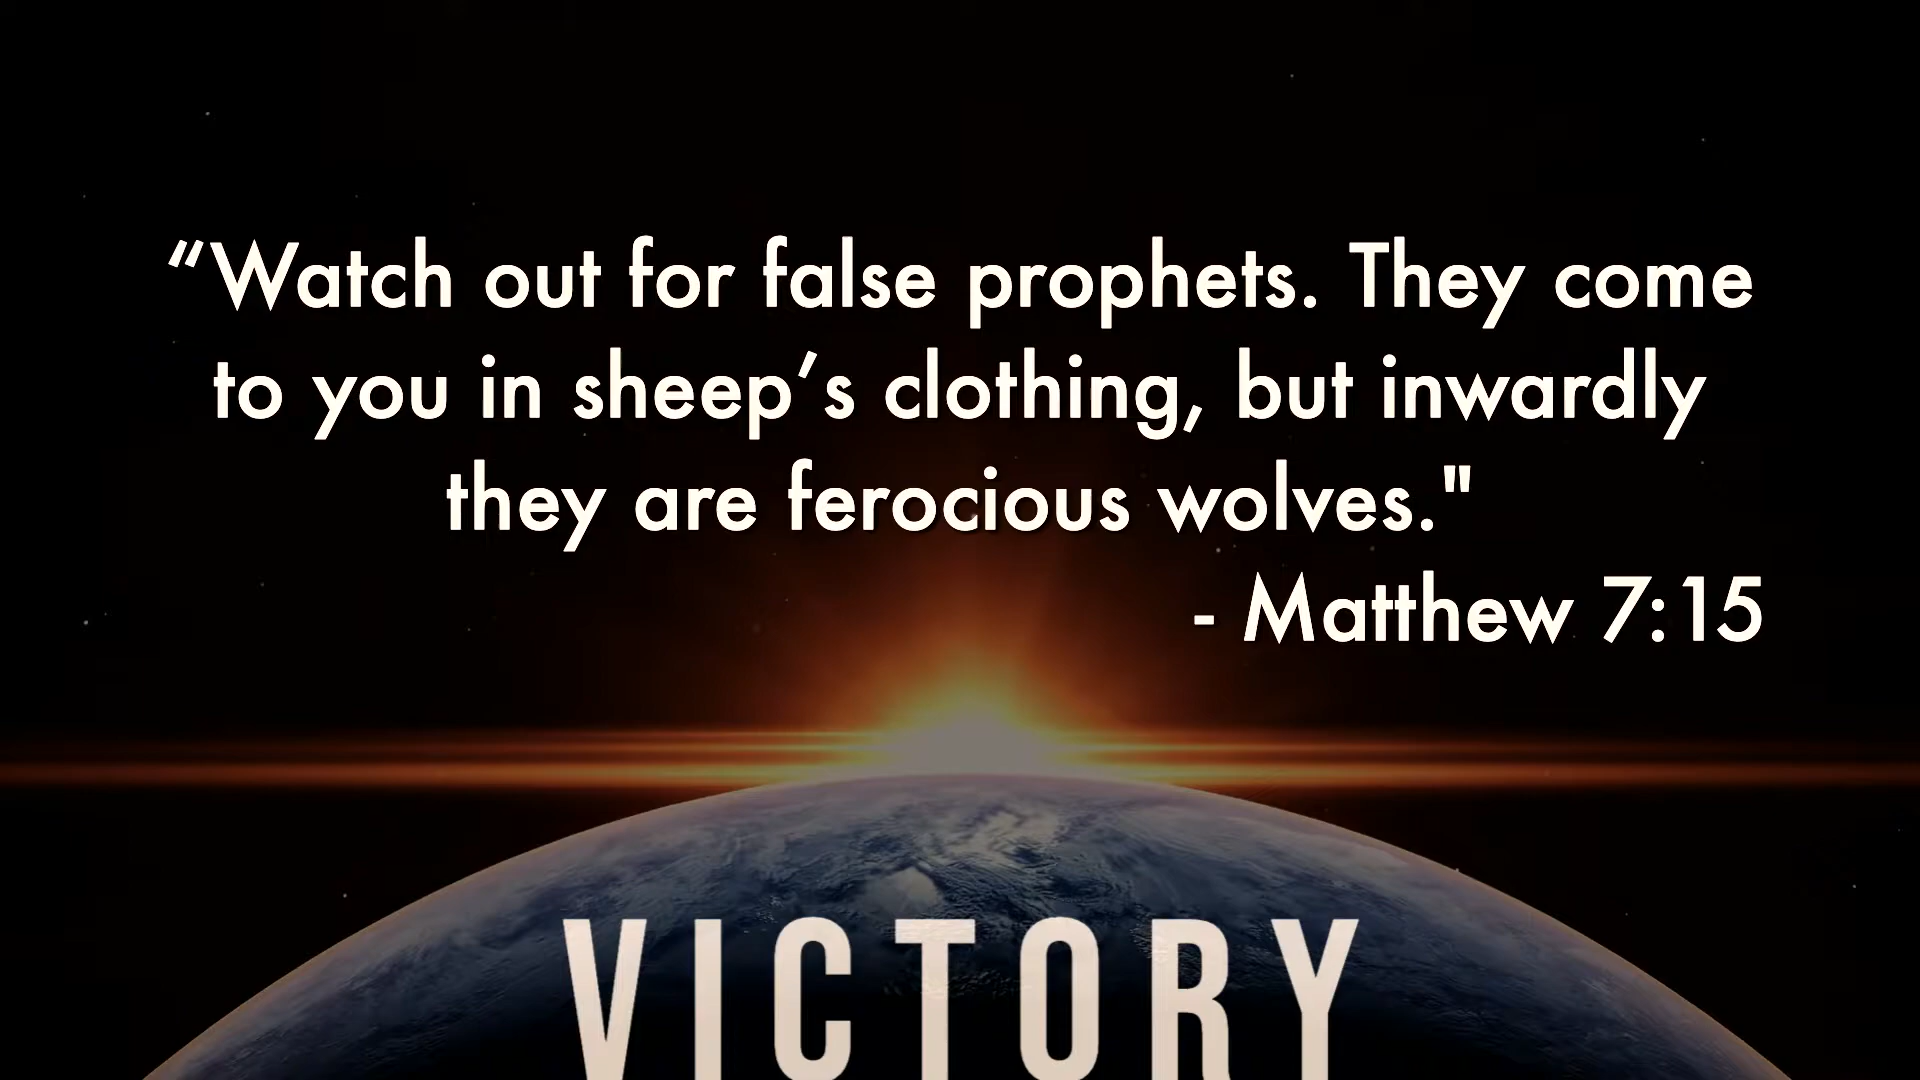 “Watch out for false prophets. They come
to you in sheep’s clothing, but inwardly
they are ferocious wolves."
- Matthew 7:15
VICTORY